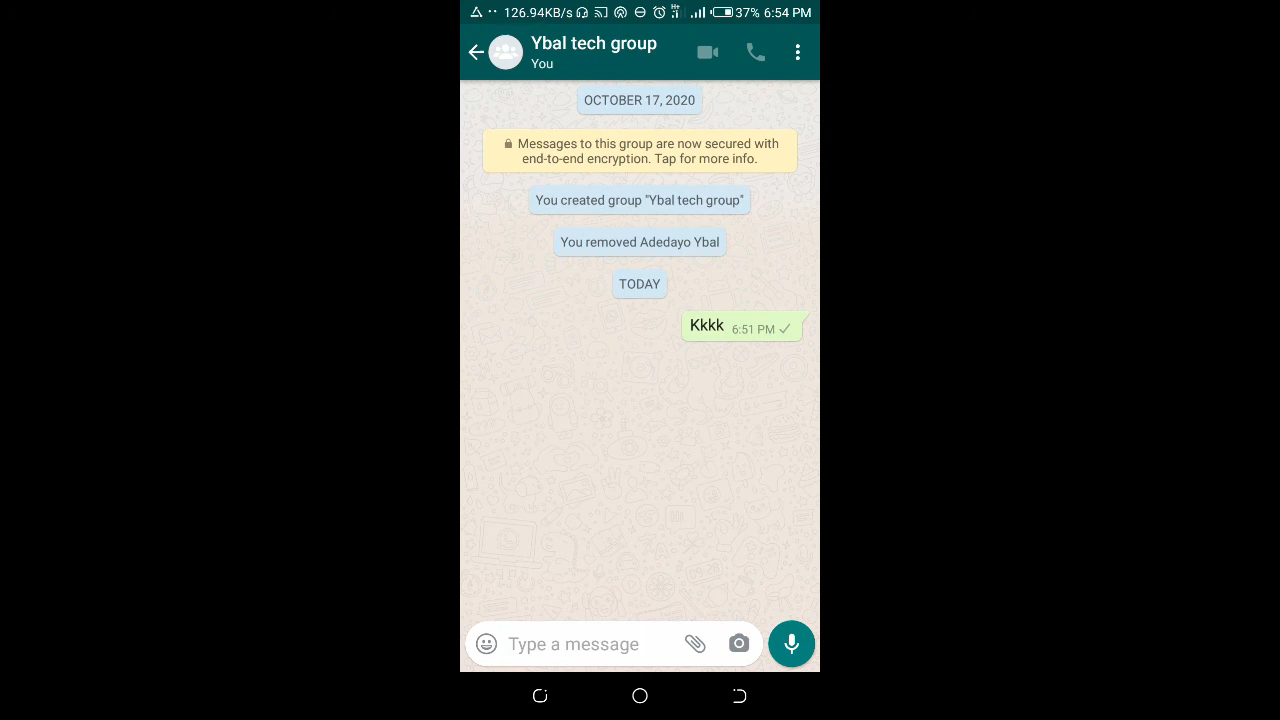 126.94KB/s 37% 6:54 PM
Ybal tech group
You
OCTOBER 17, 2020
Messages to this group are now secured with
end-to-end encryption. Tap for more info.
You created group "Ybal tech group"
You removed Adedayo Ybal
TODAY
Kkkk 6:51 PM
Type a message